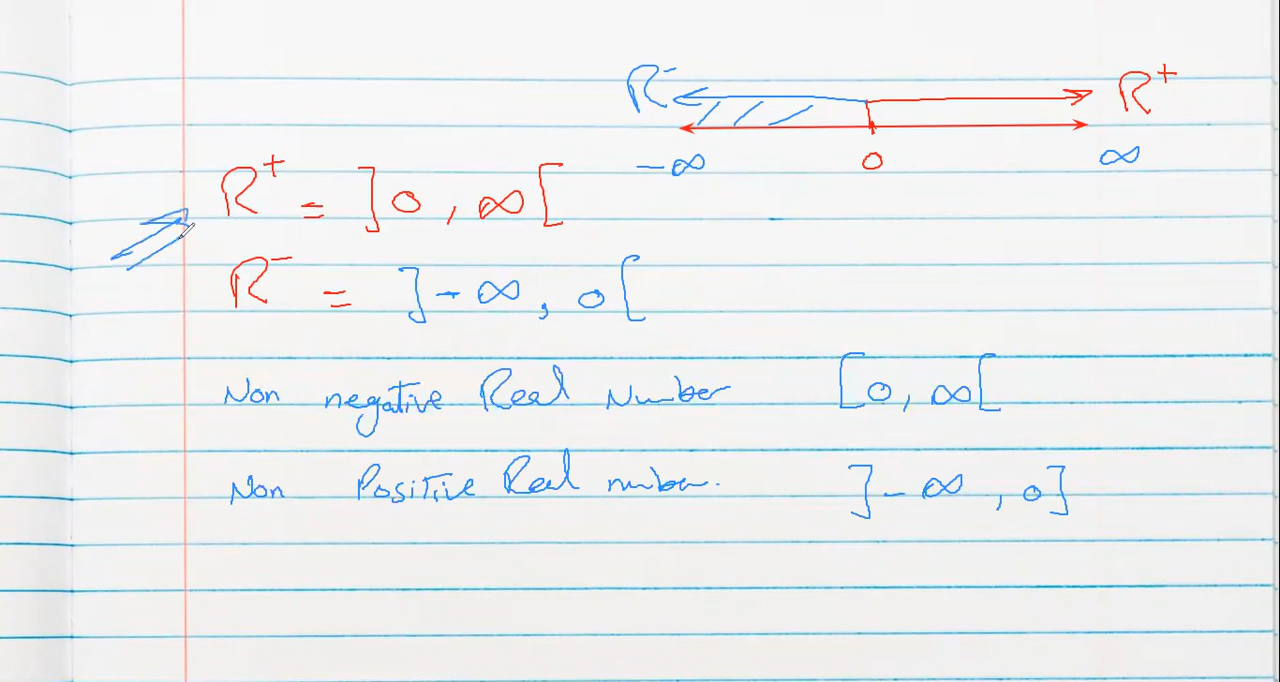 R⁻ R⁺
-∞ 0 ∞
R⁺ = ]0, ∞[
R⁻ = ]-∞, 0[
Non negative Real Number [0, ∞[
Non Positive Real number. ]-∞, 0]